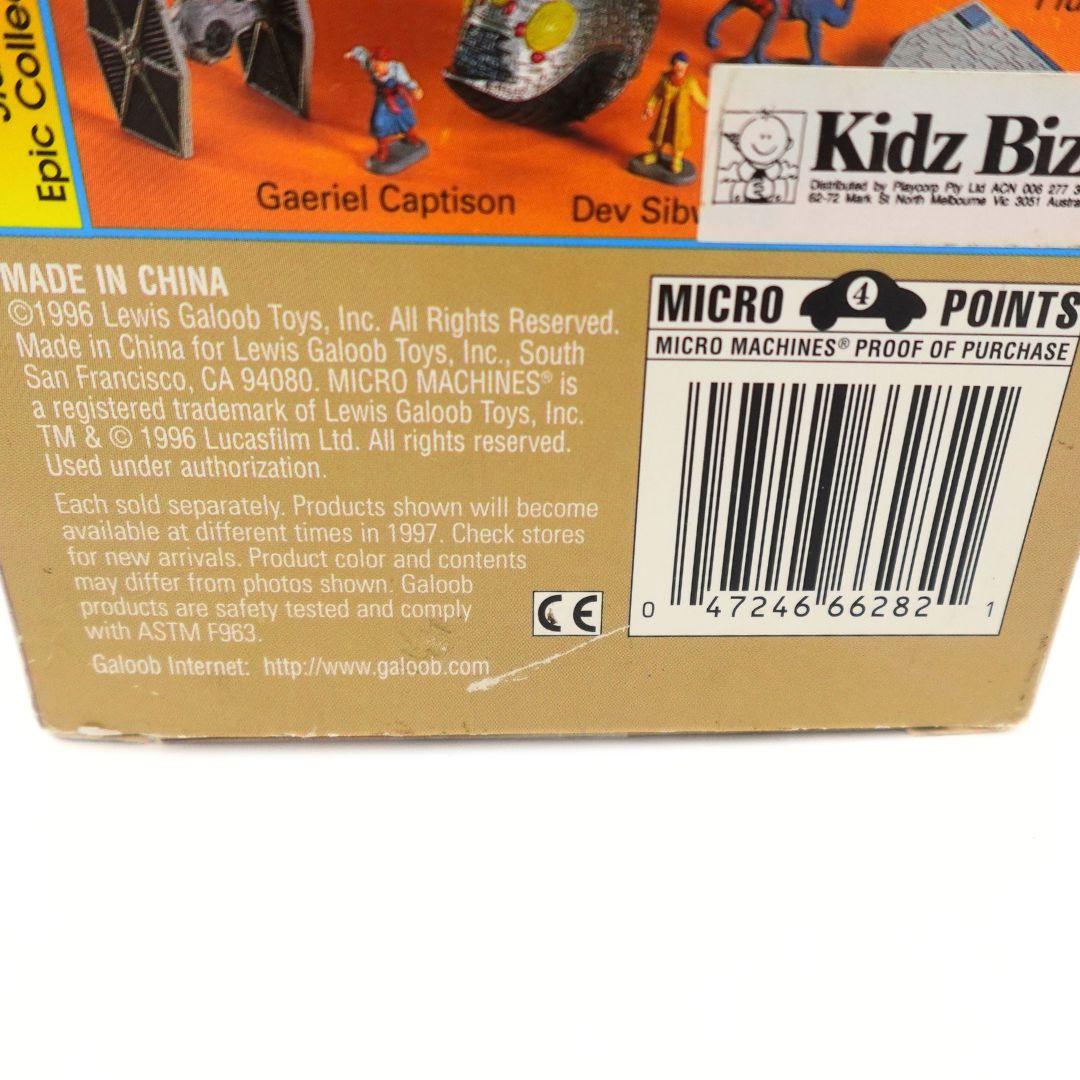 Epic Collec
Gaeriel Captison
Dev Sibw
Kidz Biz
Distributed by Playcorp Pty Ltd ACN 006 277 3
62-72 Mark St North Melbourne Vic 3051 Austra
MADE IN CHINA
©1996 Lewis Galoob Toys, Inc. All Rights Reserved.
Made in China for Lewis Galoob Toys, Inc., South
San Francisco, CA 94080. MICRO MACHINES® is
a registered trademark of Lewis Galoob Toys, Inc.
TM & © 1996 Lucasfilm Ltd. All rights reserved.
Used under authorization.
Each sold separately. Products shown will become
available at different times in 1997. Check stores
for new arrivals. Product color and contents
may differ from photos shown. Galoob
products are safety tested and comply
with ASTM F963.
Galoob Internet: http://www.galoob.com
CE
MICRO 4 POINTS
MICRO MACHINES® PROOF OF PURCHASE
0 47246 66282 1